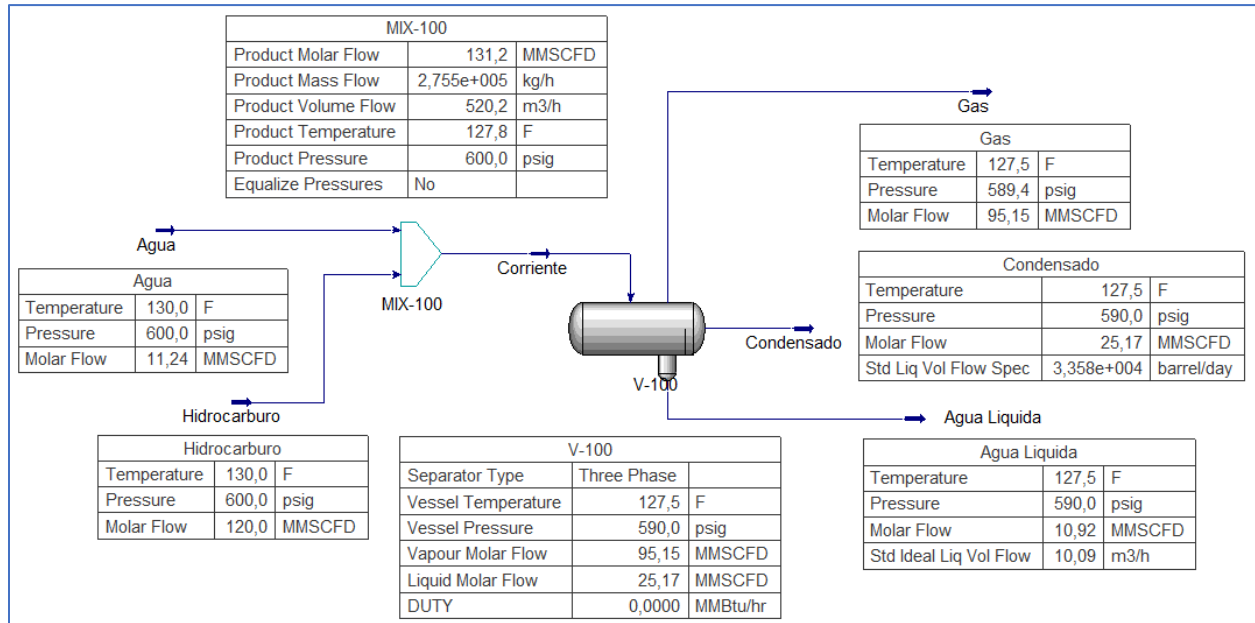 MIX-100
Product Molar Flow 131,2 MMSCFD
Product Mass Flow 2,755e+005 kg/h
Product Volume Flow 520,2 m3/h
Product Temperature 127,8 F
Product Pressure 600,0 psig
Equalize Pressures No
Gas
Gas
Temperature 127,5 F
Pressure 589,4 psig
Molar Flow 95,15 MMSCFD
Agua
Agua
Temperature 130,0 F
Pressure 600,0 psig
Molar Flow 11,24 MMSCFD
MIX-100
Corriente
V-100
Condensado
Condensado
Temperature 127,5 F
Pressure 590,0 psig
Molar Flow 25,17 MMSCFD
Std Liq Vol Flow Spec 3,358e+004 barrel/day
Hidrocarburo
Hidrocarburo
Temperature 130,0 F
Pressure 600,0 psig
Molar Flow 120,0 MMSCFD
V-100
Separator Type Three Phase
Vessel Temperature 127,5 F
Vessel Pressure 590,0 psig
Vapour Molar Flow 95,15 MMSCFD
Liquid Molar Flow 25,17 MMSCFD
DUTY 0,0000 MMBtu/hr
Agua Liquida
Agua Liquida
Temperature 127,5 F
Pressure 590,0 psig
Molar Flow 10,92 MMSCFD
Std Ideal Liq Vol Flow 10,09 m3/h